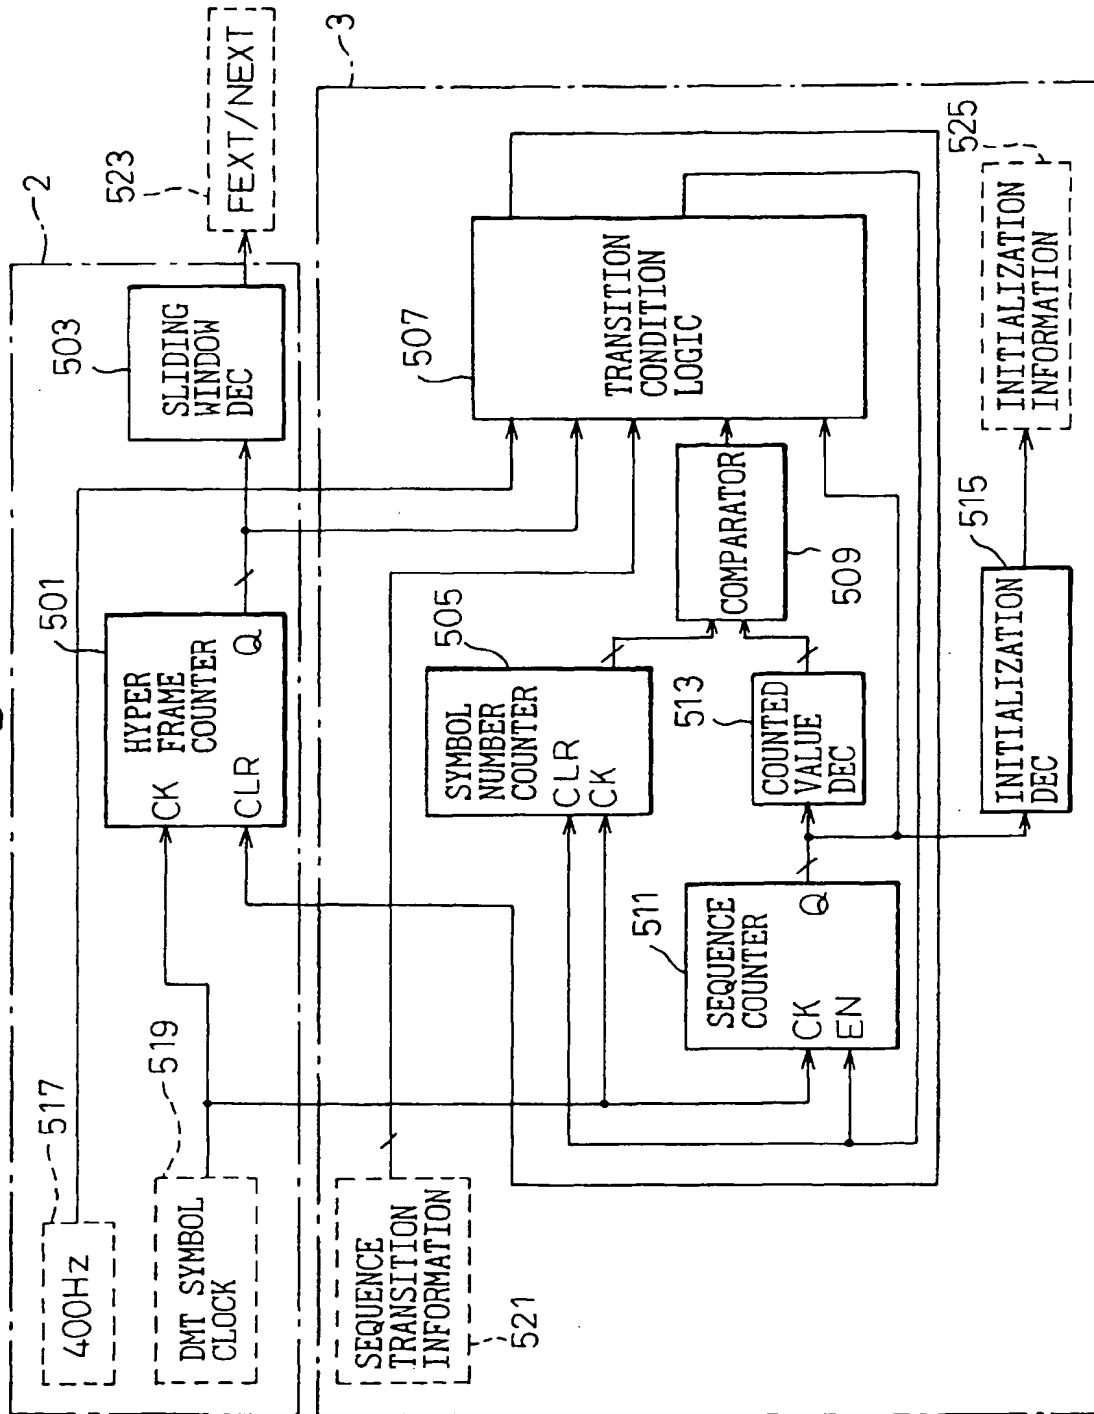 517
400Hz
519
DMT SYMBOL
CLOCK
501
HYPER
FRAME
COUNTER
CK
CLR
Q
503
SLIDING
WINDOW
DEC
2
523
FEXT/NEXT
3
SEQUENCE
TRANSITION
INFORMATION
521
505
SYMBOL
NUMBER
COUNTER
CLR
CK
507
TRANSITION
CONDITION
LOGIC
COMPARATOR
509
511
SEQUENCE
COUNTER
CK
EN
Q
513
COUNTED
VALUE
DEC
515
INITIALIZATION
DEC
525
INITIALIZATION
INFORMATION